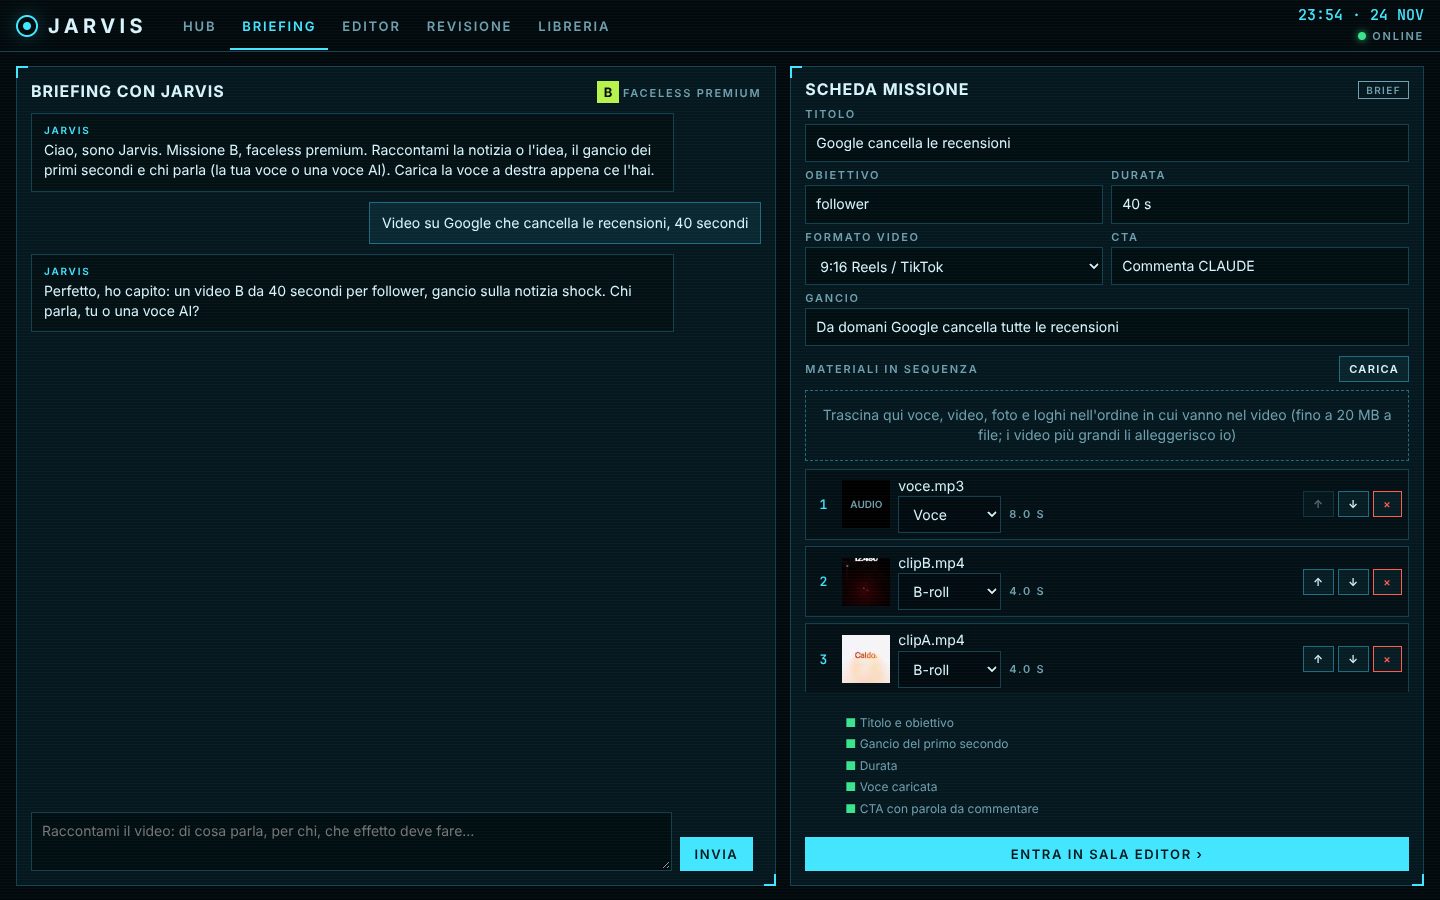 JARVIS
HUB
BRIEFING
EDITOR
REVISIONE
LIBRERIA
23:54 · 24 NOV
ONLINE
BRIEFING CON JARVIS
B FACELESS PREMIUM
JARVIS
Ciao, sono Jarvis. Missione B, faceless premium. Raccontami la notizia o l'idea, il gancio dei
primi secondi e chi parla (la tua voce o una voce AI). Carica la voce a destra appena ce l'hai.
Video su Google che cancella le recensioni, 40 secondi
JARVIS
Perfetto, ho capito: un video B da 40 secondi per follower, gancio sulla notizia shock. Chi
parla, tu o una voce AI?
Raccontami il video: di cosa parla, per chi, che effetto deve fare...
INVIA
SCHEDA MISSIONE
BRIEF
TITOLO
Google cancella le recensioni
OBIETTIVO
DURATA
follower
40 s
FORMATO VIDEO
CTA
9:16 Reels / TikTok
Commenta CLAUDE
GANCIO
Da domani Google cancella tutte le recensioni
MATERIALI IN SEQUENZA
CARICA
Trascina qui voce, video, foto e loghi nell'ordine in cui vanno nel video (fino a 20 MB a
file; i video più grandi li alleggerisco io)
1
AUDIO
voce.mp3
Voce
8.0 S
↑ ↓ ×
2
clipB.mp4
B-roll
4.0 S
↑ ↓ ×
3
Caldo.
clipA.mp4
B-roll
4.0 S
↑ ↓ ×
Titolo e obiettivo
Gancio del primo secondo
Durata
Voce caricata
CTA con parola da commentare
ENTRA IN SALA EDITOR ›